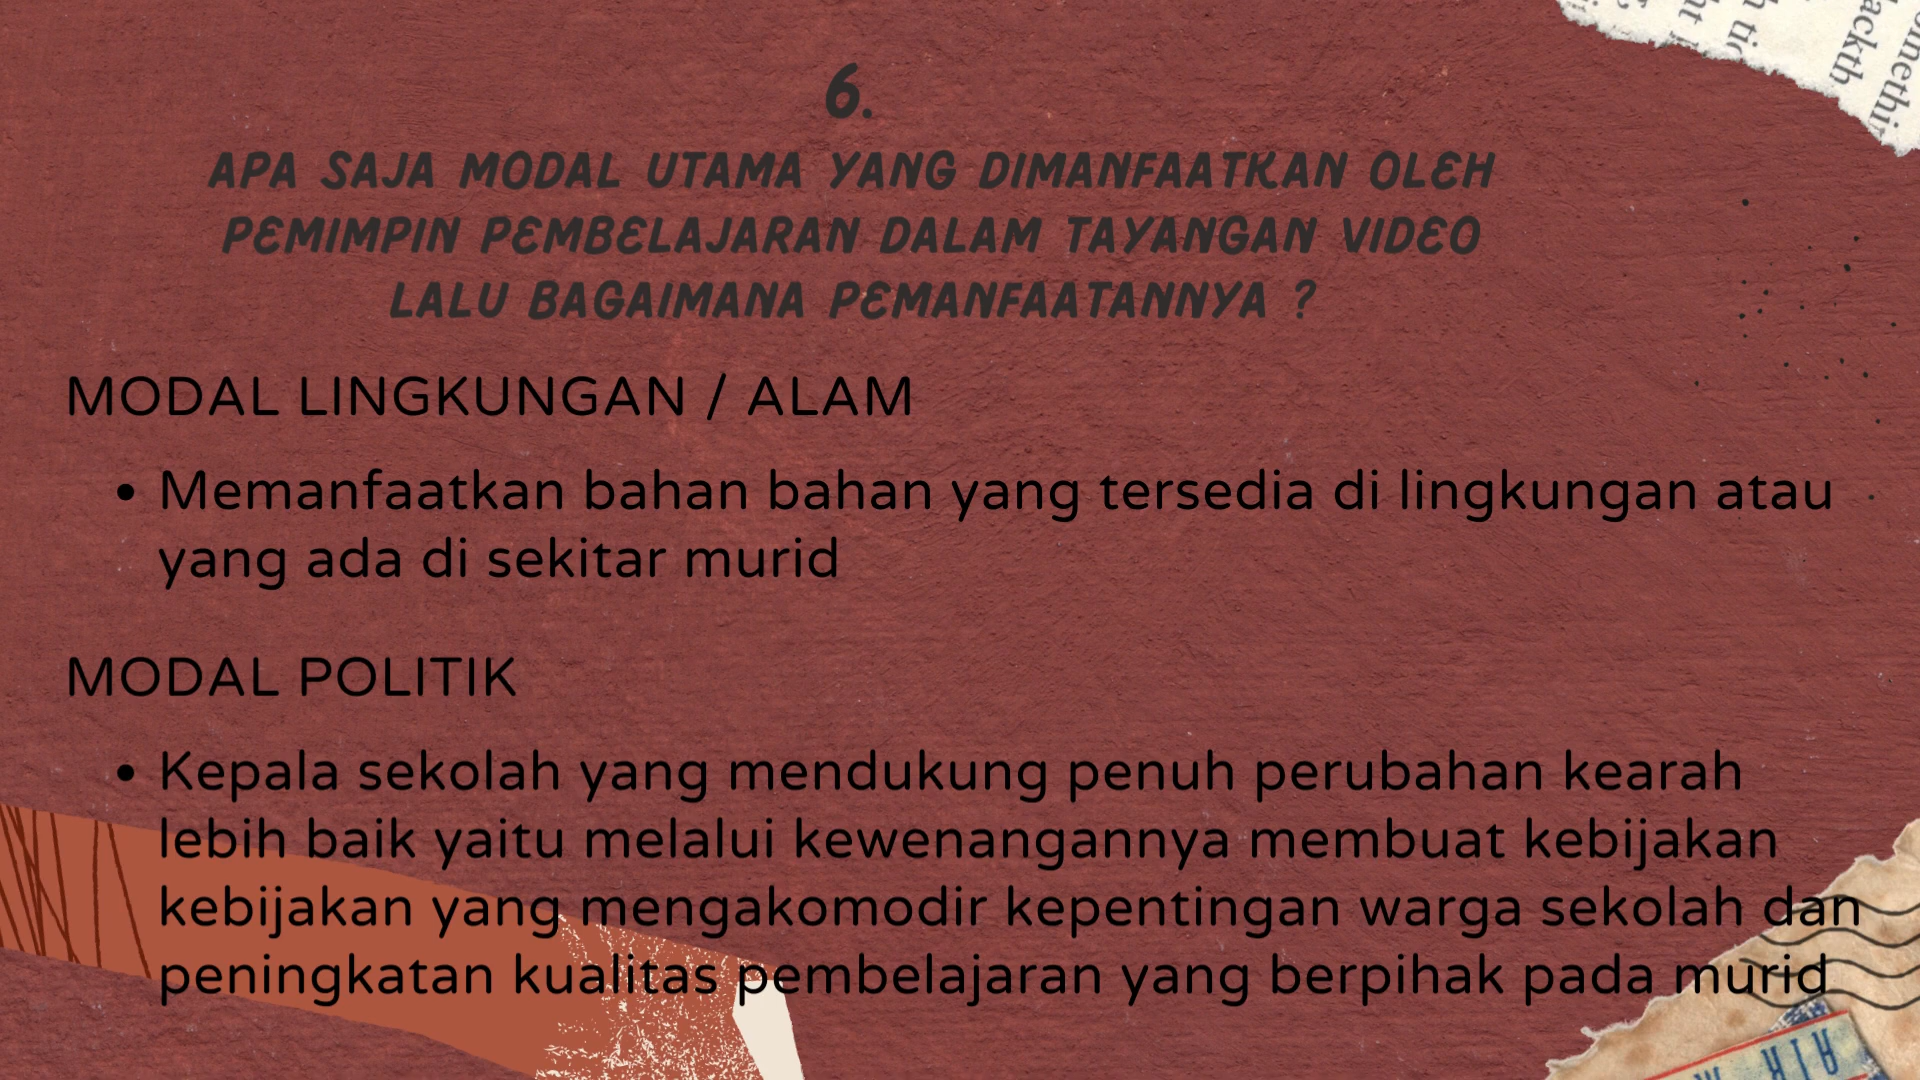 6.
APA SAJA MODAL UTAMA YANG DIMANFAATKAN OLEH
PEMIMPIN PEMBELAJARAN DALAM TAYANGAN VIDEO
LALU BAGAIMANA PEMANFAATANNYA ?
MODAL LINGKUNGAN / ALAM
• Memanfaatkan bahan bahan yang tersedia di lingkungan atau
yang ada di sekitar murid
MODAL POLITIK
• Kepala sekolah yang mendukung penuh perubahan kearah
lebih baik yaitu melalui kewenangannya membuat kebijakan
kebijakan yang mengakomodir kepentingan warga sekolah dan
peningkatan kualitas pembelajaran yang berpihak pada murid
AIR